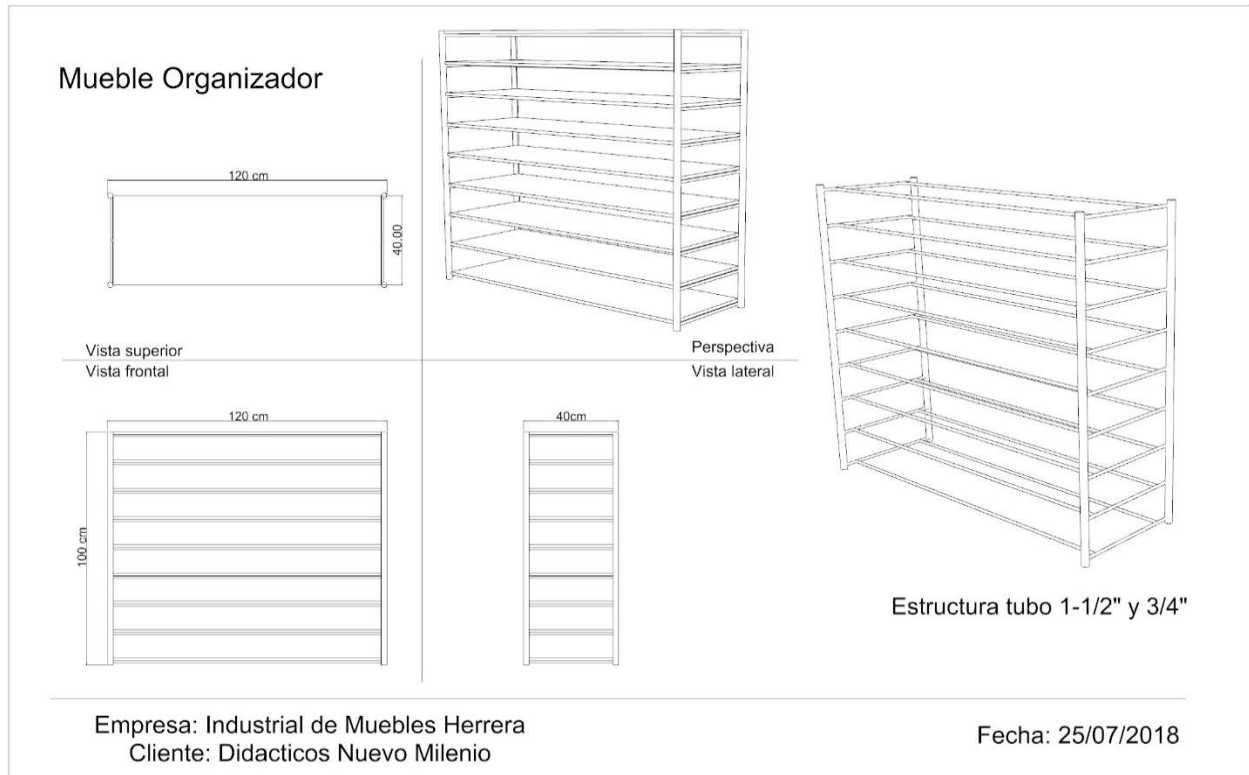 Mueble Organizador
120 cm
40.00
Vista superior
Perspectiva
Vista frontal
Vista lateral
120 cm
40cm
100 cm
Estructura tubo 1-1/2" y 3/4"
Empresa: Industrial de Muebles Herrera
Cliente: Didacticos Nuevo Milenio
Fecha: 25/07/2018